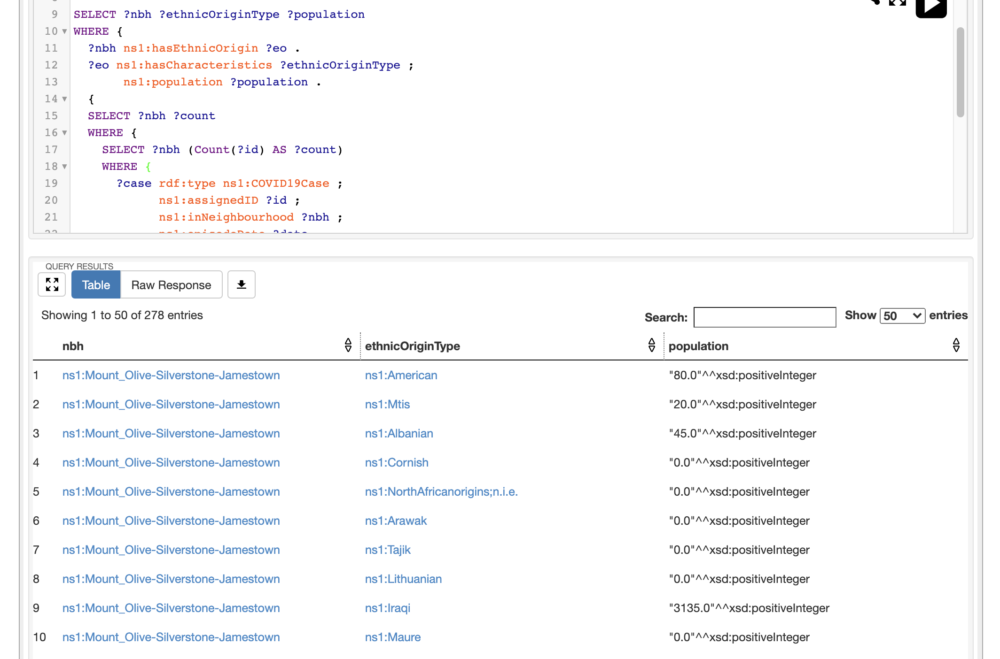 9 SELECT ?nbh ?ethnicOriginType ?population
10 WHERE {
11 ?nbh ns1:hasEthnicOrigin ?eo .
12 ?eo ns1:hasCharacteristics ?ethnicOriginType ;
13 ns1:population ?population .
14 {
15 SELECT ?nbh ?count
16 WHERE {
17 SELECT ?nbh (Count(?id) AS ?count)
18 WHERE {
19 ?case rdf:type ns1:COVID19Case ;
20 ns1:assignedID ?id ;
21 ns1:inNeighbourhood ?nbh ;
22 ns1:episodeDate ?date
QUERY RESULTS
Table Raw Response
Showing 1 to 50 of 278 entries Search: Show 50 entries
nbh ethnicOriginType population
1 ns1:Mount_Olive-Silverstone-Jamestown ns1:American "80.0"^^xsd:positiveInteger
2 ns1:Mount_Olive-Silverstone-Jamestown ns1:Mtis "20.0"^^xsd:positiveInteger
3 ns1:Mount_Olive-Silverstone-Jamestown ns1:Albanian "45.0"^^xsd:positiveInteger
4 ns1:Mount_Olive-Silverstone-Jamestown ns1:Cornish "0.0"^^xsd:positiveInteger
5 ns1:Mount_Olive-Silverstone-Jamestown ns1:NorthAfricanorigins;n.i.e. "0.0"^^xsd:positiveInteger
6 ns1:Mount_Olive-Silverstone-Jamestown ns1:Arawak "0.0"^^xsd:positiveInteger
7 ns1:Mount_Olive-Silverstone-Jamestown ns1:Tajik "0.0"^^xsd:positiveInteger
8 ns1:Mount_Olive-Silverstone-Jamestown ns1:Lithuanian "0.0"^^xsd:positiveInteger
9 ns1:Mount_Olive-Silverstone-Jamestown ns1:Iraqi "3135.0"^^xsd:positiveInteger
10 ns1:Mount_Olive-Silverstone-Jamestown ns1:Maure "0.0"^^xsd:positiveInteger